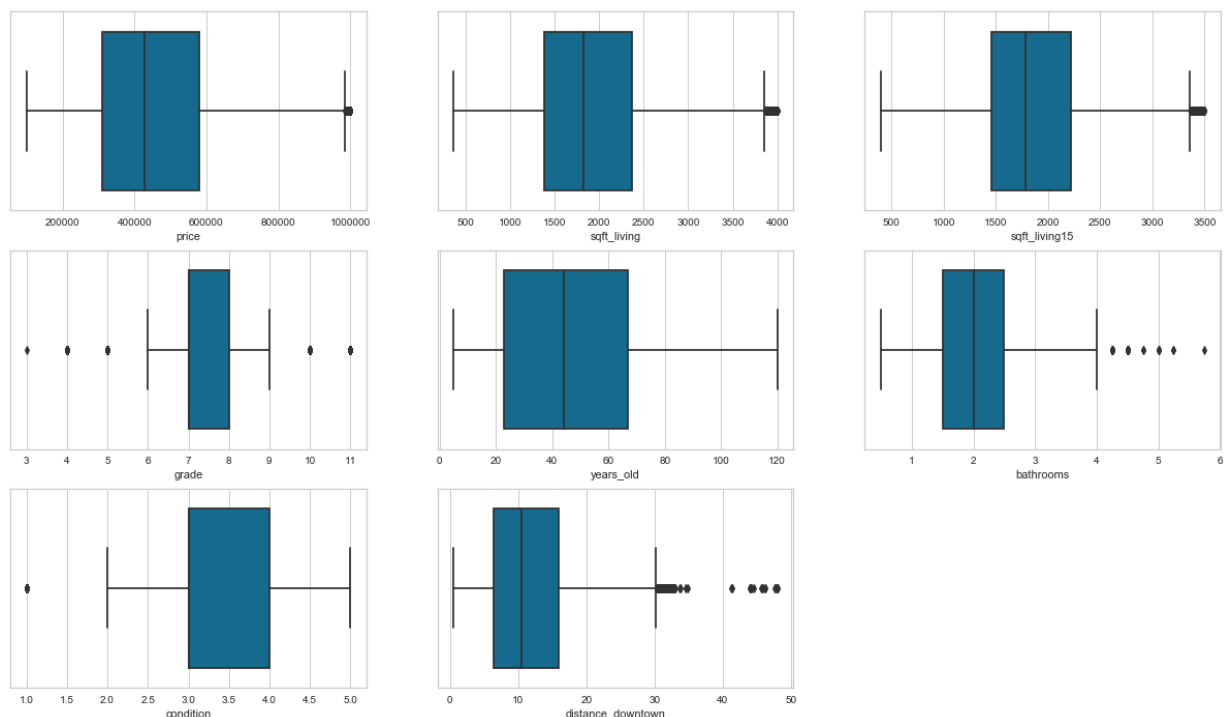 200000 400000 600000 800000 1000000
price
500 1000 1500 2000 2500 3000 3500 4000
sqft_living
500 1000 1500 2000 2500 3000 3500
sqft_living15
3 4 5 6 7 8 9 10 11
grade
0 20 40 60 80 100 120
years_old
1 2 3 4 5 6
bathrooms
1.0 1.5 2.0 2.5 3.0 3.5 4.0 4.5 5.0
condition
0 10 20 30 40 50
distance_downtown